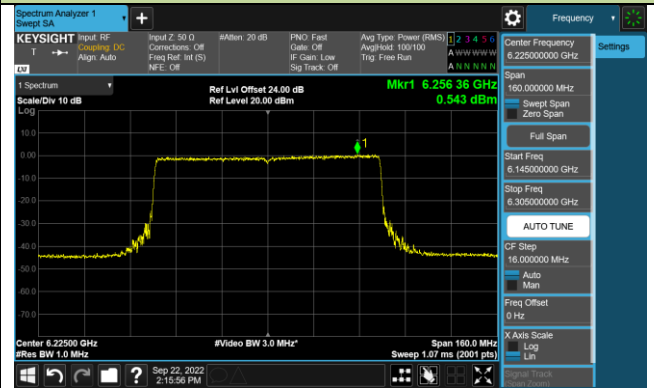 Spectrum Analyzer 1
Swept SA
Frequency
KEYSIGHT
Input: RF
Coupling: DC
Align: Auto
Input Z: 50 Ω
Corrections: Off
Freq Ref: Int (S)
NFE: Off
#Atten: 20 dB
PNO: Fast
Gate: Off
IF Gain: Low
Sig Track: Off
Avg Type: Power (RMS)
Avg|Hold: 100/100
Trig: Free Run
1 2 3 4 5 6
A W W W W W
A N N N N N
T
LXI
1 Spectrum
Scale/Div 10 dB
Log
Ref Lvl Offset 24.00 dB
Ref Level 20.00 dBm
Mkr1 6.256 36 GHz
0.543 dBm
1
10.0
0.00
-10.0
-20.0
-30.0
-40.0
-50.0
-60.0
-70.0
Center 6.22500 GHz
#Res BW 1.0 MHz
#Video BW 3.0 MHz*
Span 160.0 MHz
Sweep 1.07 ms (2001 pts)
Sep 22, 2022
2:15:56 PM
Center Frequency
6.225000000 GHz
Settings
Span
160.000000 MHz
Swept Span
Zero Span
Full Span
Start Freq
6.145000000 GHz
Stop Freq
6.305000000 GHz
AUTO TUNE
CF Step
16.000000 MHz
Auto
Man
Freq Offset
0 Hz
X Axis Scale
Log
Lin
Signal Track
(Span Zoom)